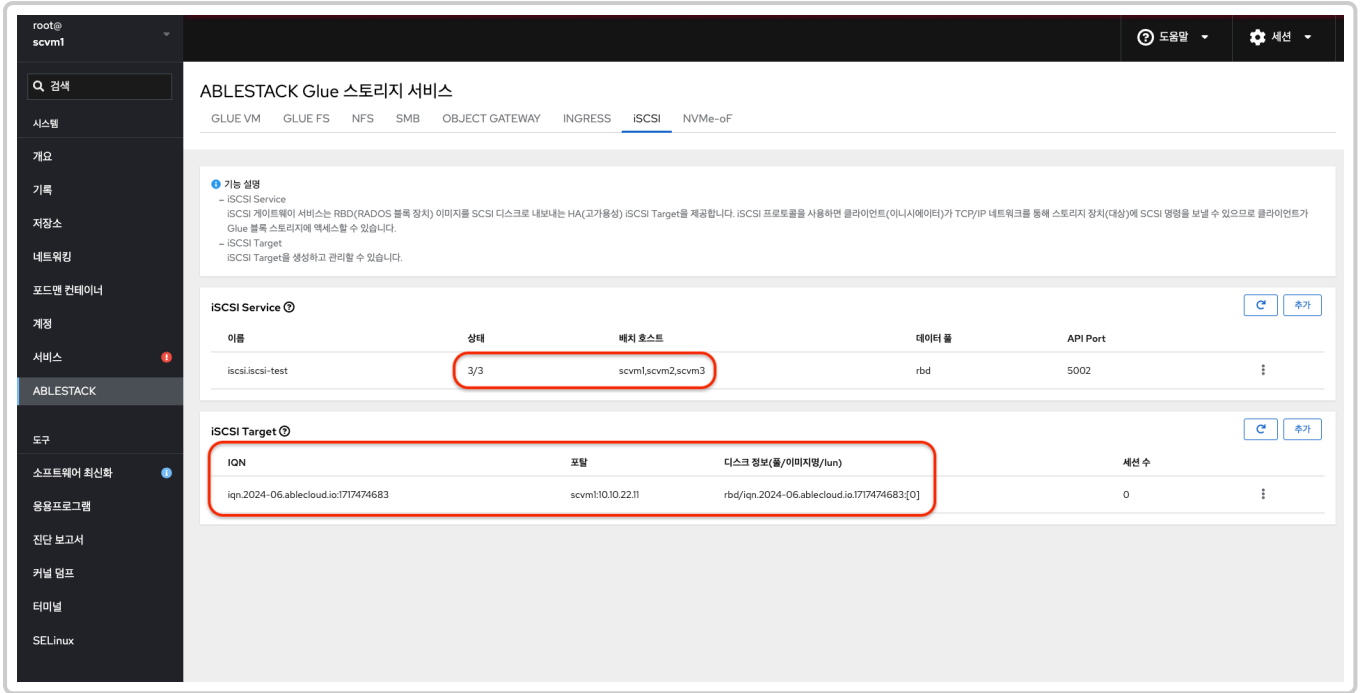 root@
scvm1
도움말
세션
검색
시스템
개요
기록
저장소
네트워킹
포드맨 컨테이너
계정
서비스
ABLESTACK
도구
소프트웨어 최신화
응용프로그램
진단 보고서
커널 덤프
터미널
SELinux
ABLESTACK Glue 스토리지 서비스
GLUE VM GLUE FS NFS SMB OBJECT GATEWAY INGRESS iSCSI NVMe-oF
기능 설명
– iSCSI Service
iSCSI 게이트웨이 서비스는 RBD(RADOS 블록 장치) 이미지를 SCSI 디스크로 내보내는 HA(고가용성) iSCSI Target을 제공합니다. iSCSI 프로토콜을 사용하면 클라이언트(이니시에이터)가 TCP/IP 네트워크를 통해 스토리지 장치(대상)에 SCSI 명령을 보낼 수 있으므로 클라이언트가
Glue 블록 스토리지에 액세스할 수 있습니다.
– iSCSI Target
iSCSI Target을 생성하고 관리할 수 있습니다.
iSCSI Service
추가
이름 상태 배치 호스트 데이터 풀 API Port
iscsi.iscsi-test 3/3 scvm1,scvm2,scvm3 rbd 5002
iSCSI Target
추가
IQN 포탈 디스크 정보(풀/이미지명/lun) 세션 수
iqn.2024-06.ablecloud.io:1717474683 scvm1:10.10.22.11 rbd/iqn.2024-06.ablecloud.io.1717474683:[0] 0